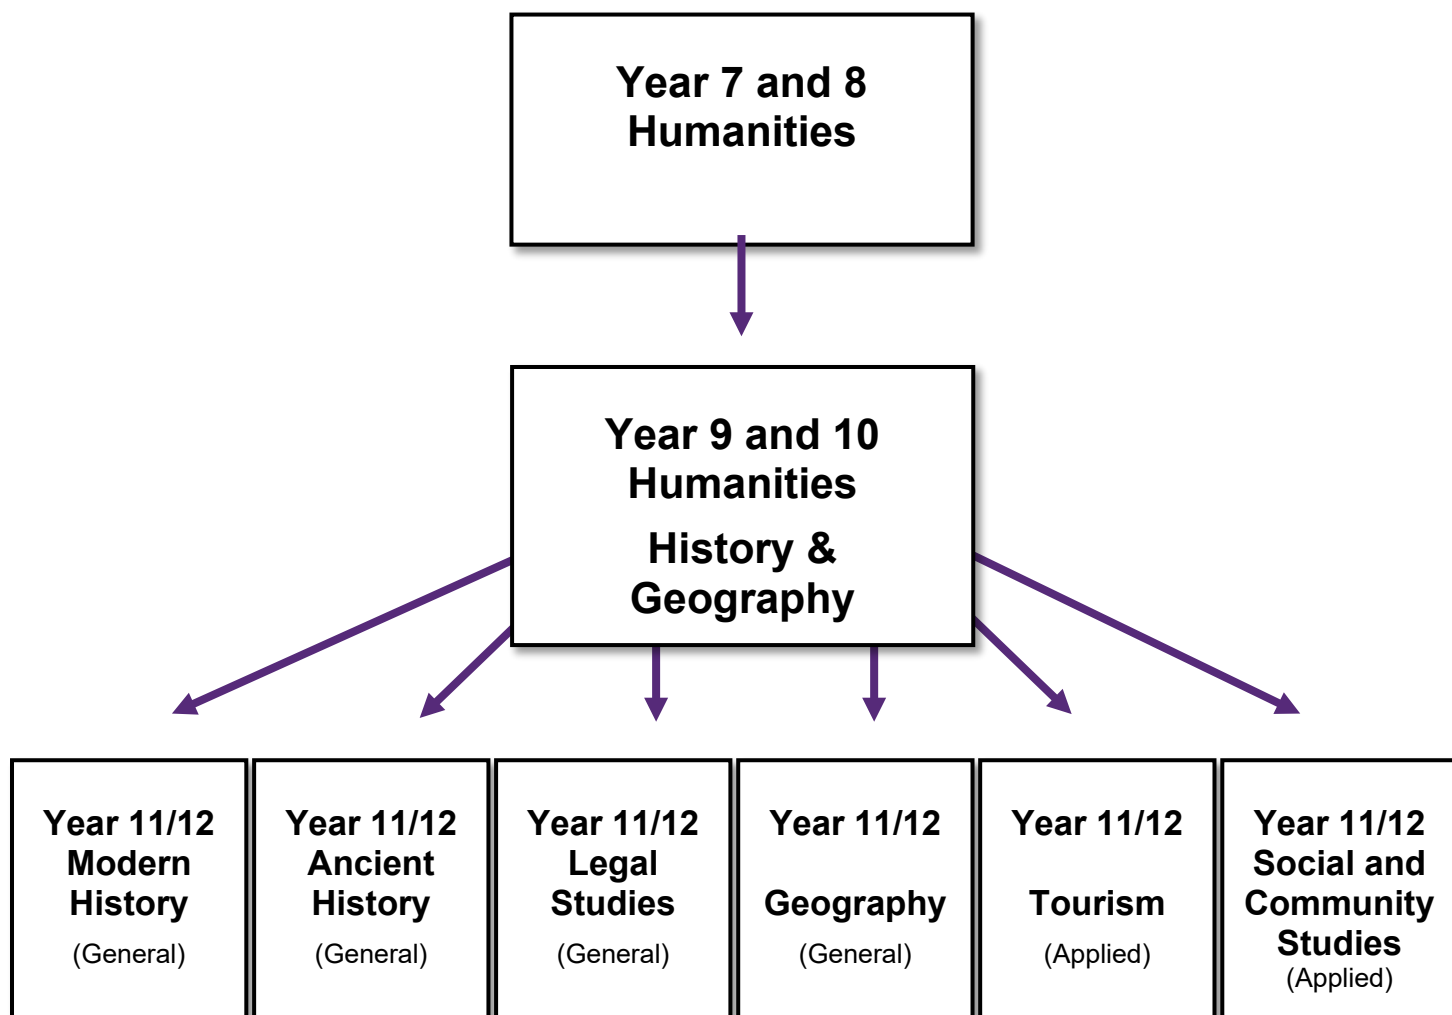 Year 7 and 8
Humanities
Year 9 and 10
Humanities
History &
Geography
Year 11/12
Modern
History
(General)
Year 11/12
Ancient
History
(General)
Year 11/12
Legal
Studies
(General)
Year 11/12
Geography
(General)
Year 11/12
Tourism
(Applied)
Year 11/12
Social and
Community
Studies
(Applied)